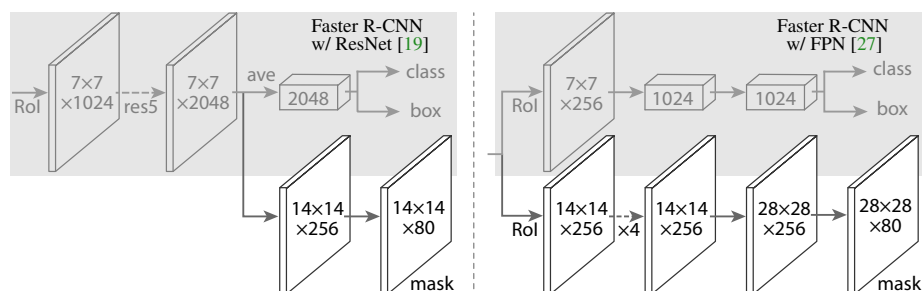 Faster R-CNN
w/ ResNet [19]
RoI
7×7
×1024
res5
7×7
×2048
ave
2048
class
box
14×14
×256
14×14
×80
mask
Faster R-CNN
w/ FPN [27]
RoI
7×7
×256
1024
1024
class
box
RoI
14×14
×256
×4
14×14
×256
28×28
×256
28×28
×80
mask